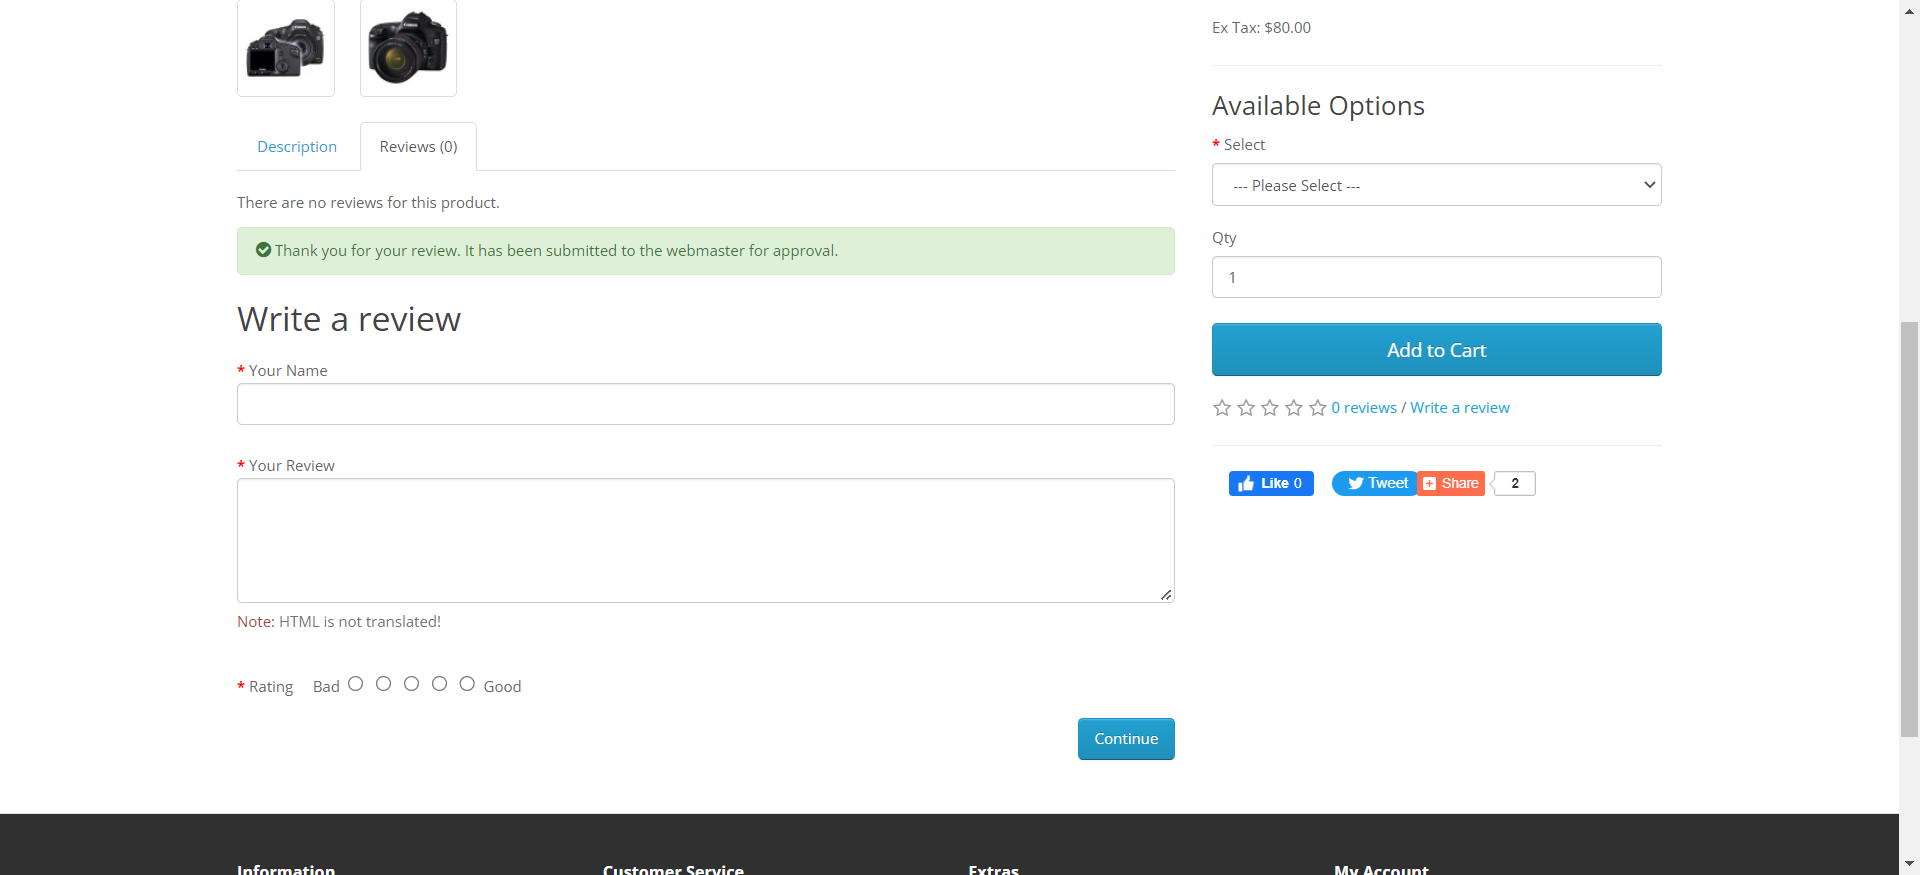 Ex Tax: $80.00
Available Options
* Select
--- Please Select ---
Qty
1
Add to Cart
0 reviews / Write a review
Like 0
Tweet
Share
2
Description
Reviews (0)
There are no reviews for this product.
Thank you for your review. It has been submitted to the webmaster for approval.
Write a review
* Your Name
* Your Review
Note: HTML is not translated!
* Rating Bad Good
Continue
Information
Customer Service
Extras
My Account